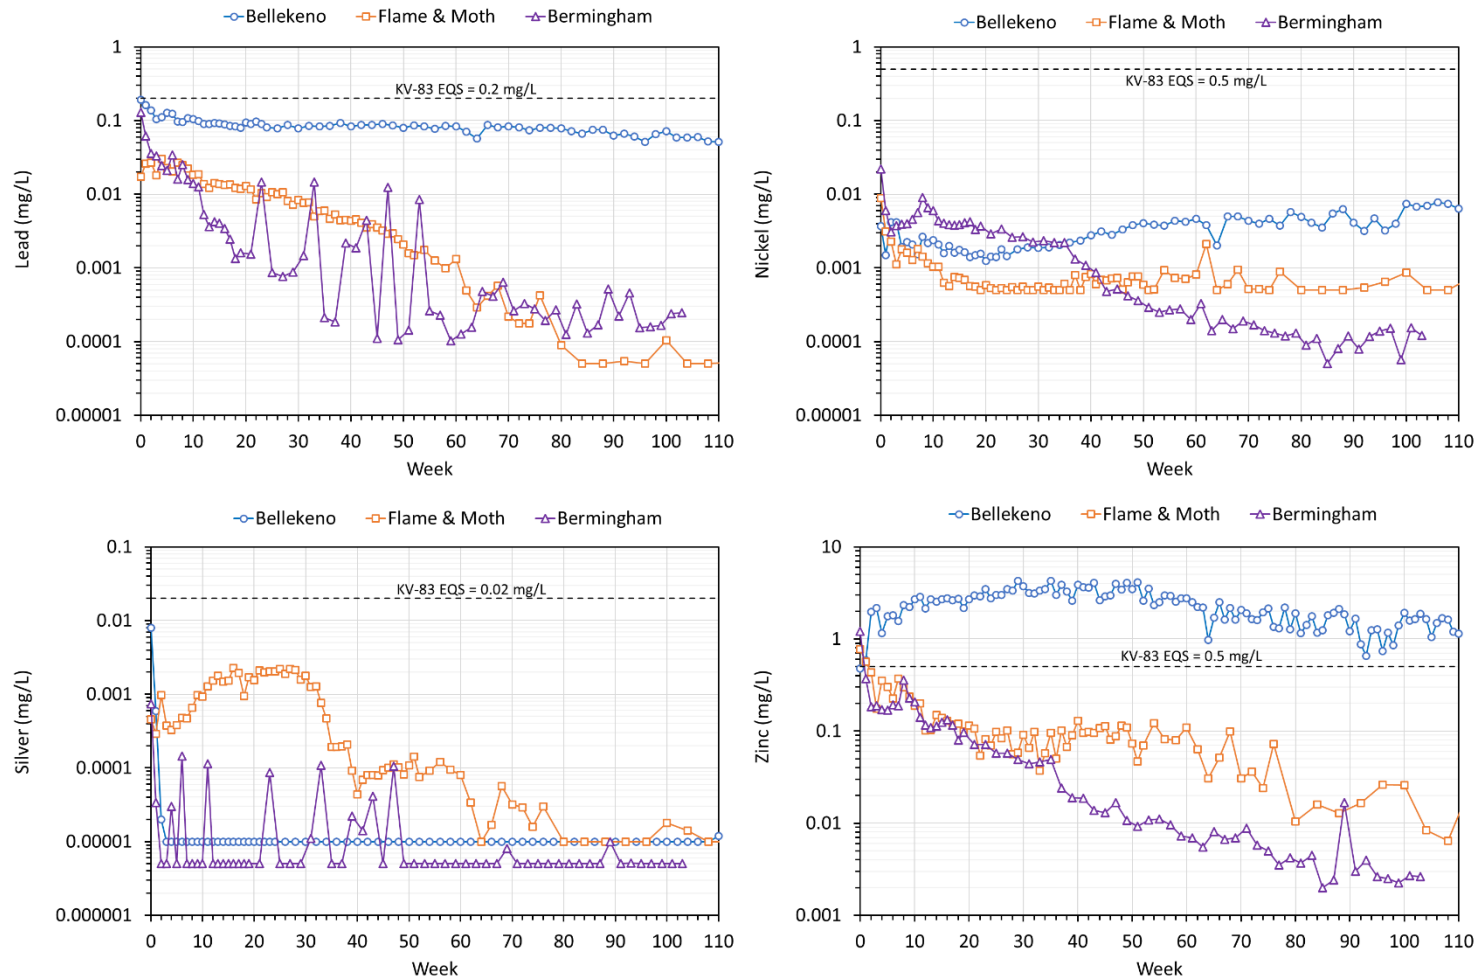 Bellekeno Flame & Moth Bermingham
1
0.1
0.01
0.001
0.0001
0.00001
Lead (mg/L)
KV-83 EQS = 0.2 mg/L
0 10 20 30 40 50 60 70 80 90 100 110
Week
Bellekeno Flame & Moth Bermingham
1
0.1
0.01
0.001
0.0001
0.00001
Nickel (mg/L)
KV-83 EQS = 0.5 mg/L
0 10 20 30 40 50 60 70 80 90 100 110
Week
Bellekeno Flame & Moth Bermingham
0.1
0.01
0.001
0.0001
0.00001
0.000001
Silver (mg/L)
KV-83 EQS = 0.02 mg/L
0 10 20 30 40 50 60 70 80 90 100 110
Week
Bellekeno Flame & Moth Bermingham
10
1
0.1
0.01
0.001
Zinc (mg/L)
KV-83 EQS = 0.5 mg/L
0 10 20 30 40 50 60 70 80 90 100 110
Week